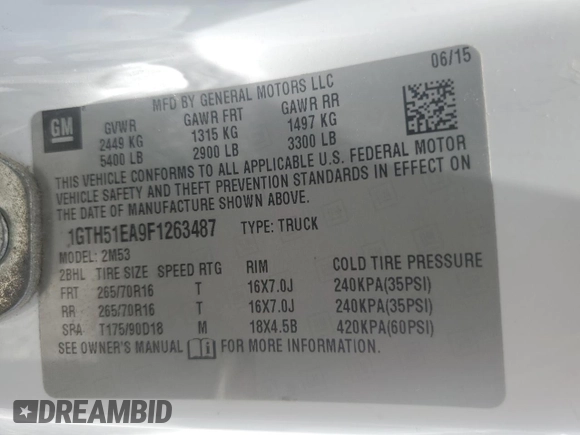 06/15
MFD BY GENERAL MOTORS LLC
GM
GVWR GAWR FRT GAWR RR
2449 KG 1315 KG 1497 KG
5400 LB 2900 LB 3300 LB
THIS VEHICLE CONFORMS TO ALL APPLICABLE U.S. FEDERAL MOTOR
VEHICLE SAFETY AND THEFT PREVENTION STANDARDS IN EFFECT ON
THE DATE OF MANUFACTURE SHOWN ABOVE.
1GTH51EA9F1263487 TYPE: TRUCK
MODEL: 2M53
2BHL TIRE SIZE SPEED RTG RIM COLD TIRE PRESSURE
FRT 265/70R16 T 16X7.0J 240KPA(35PSI)
RR 265/70R16 T 16X7.0J 240KPA(35PSI)
SPA T175/90D18 M 18X4.5B 420KPA(60PSI)
SEE OWNER'S MANUAL FOR MORE INFORMATION.
DREAMBID